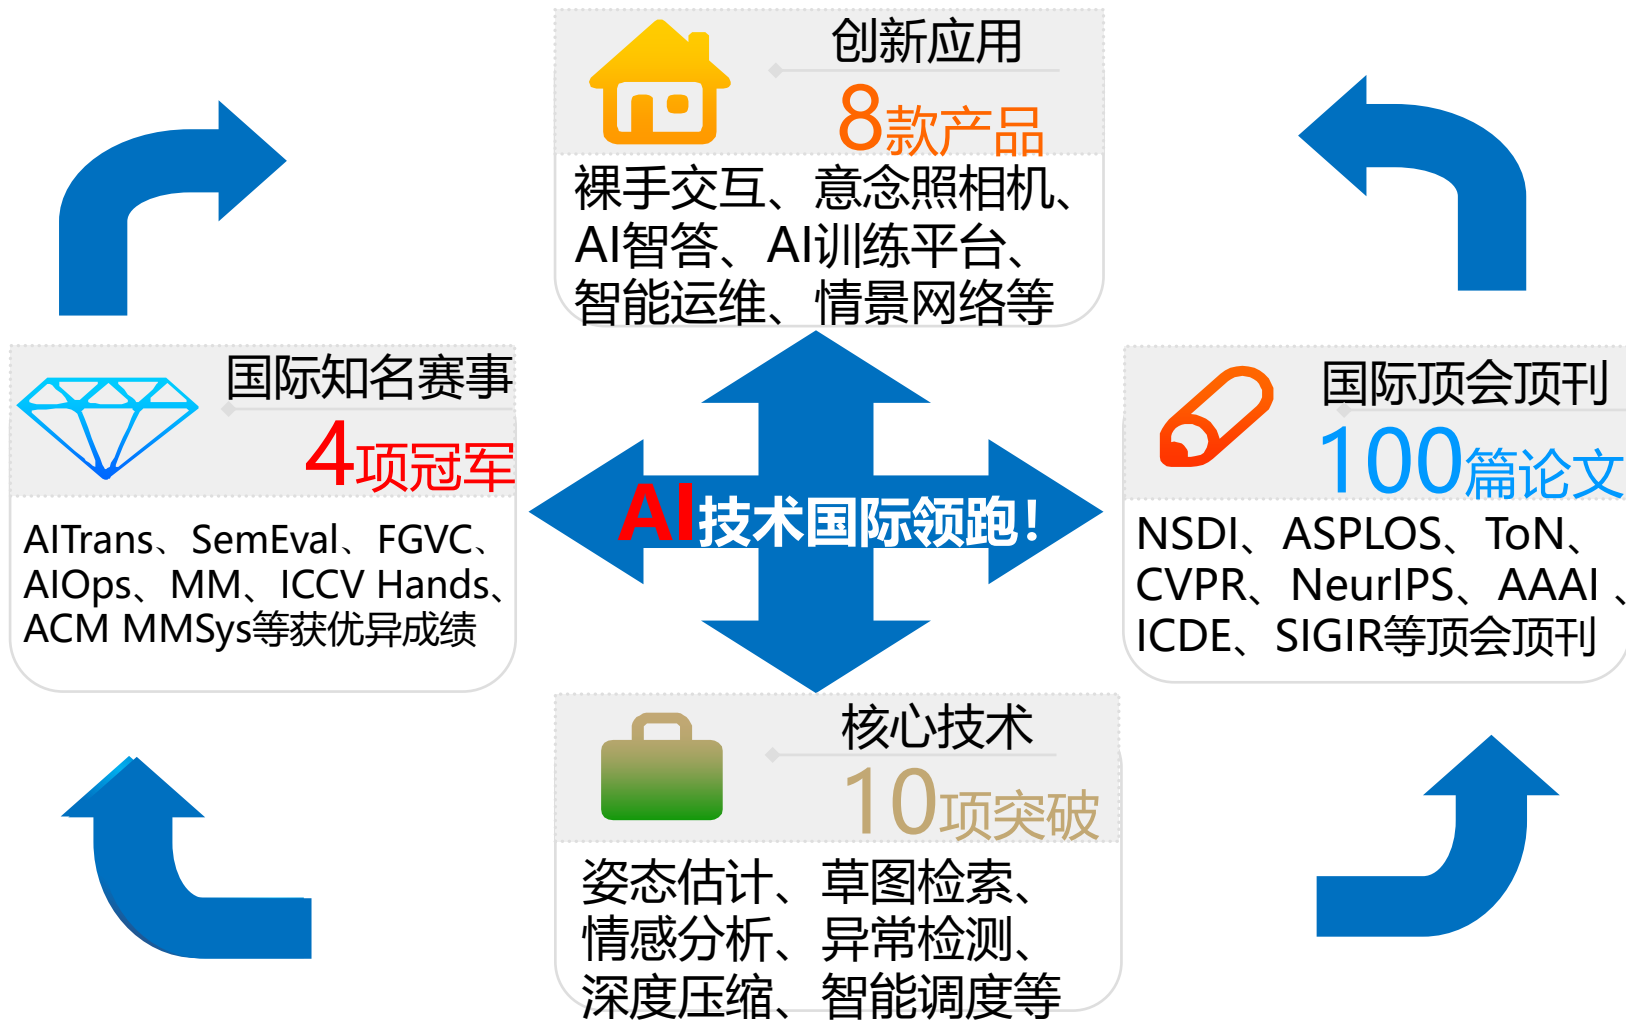 创新应用
8款产品
裸手交互、意念照相机、
AI智答、AI训练平台、
智能运维、情景网络等
国际知名赛事
4项冠军
AITrans、SemEval、FGVC、
AIOps、MM、ICCV Hands、
ACM MMSys等获优异成绩
AI技术国际领跑！
国际顶会顶刊
100篇论文
NSDI、ASPLOS、ToN、
CVPR、NeurIPS、AAAI 、
ICDE、SIGIR等顶会顶刊
核心技术
10项突破
姿态估计、草图检索、
情感分析、异常检测、
深度压缩、智能调度等